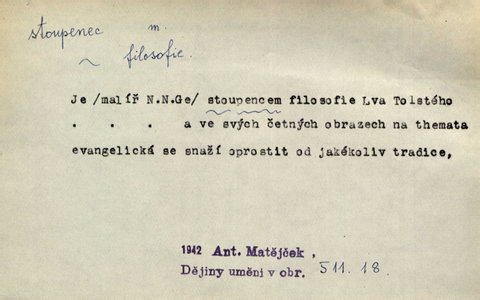 stoupenec m.
~ filosofie.
Je /malíř N.N.Ge/ stoupencem filosofie Lva Tolstého
. . . a ve svých četných obrazech na themata
evangelická se snaží oprostit od jakékoliv tradice,
1942 Ant. Matějček,
Dějiny umění v obr. 511. 18.